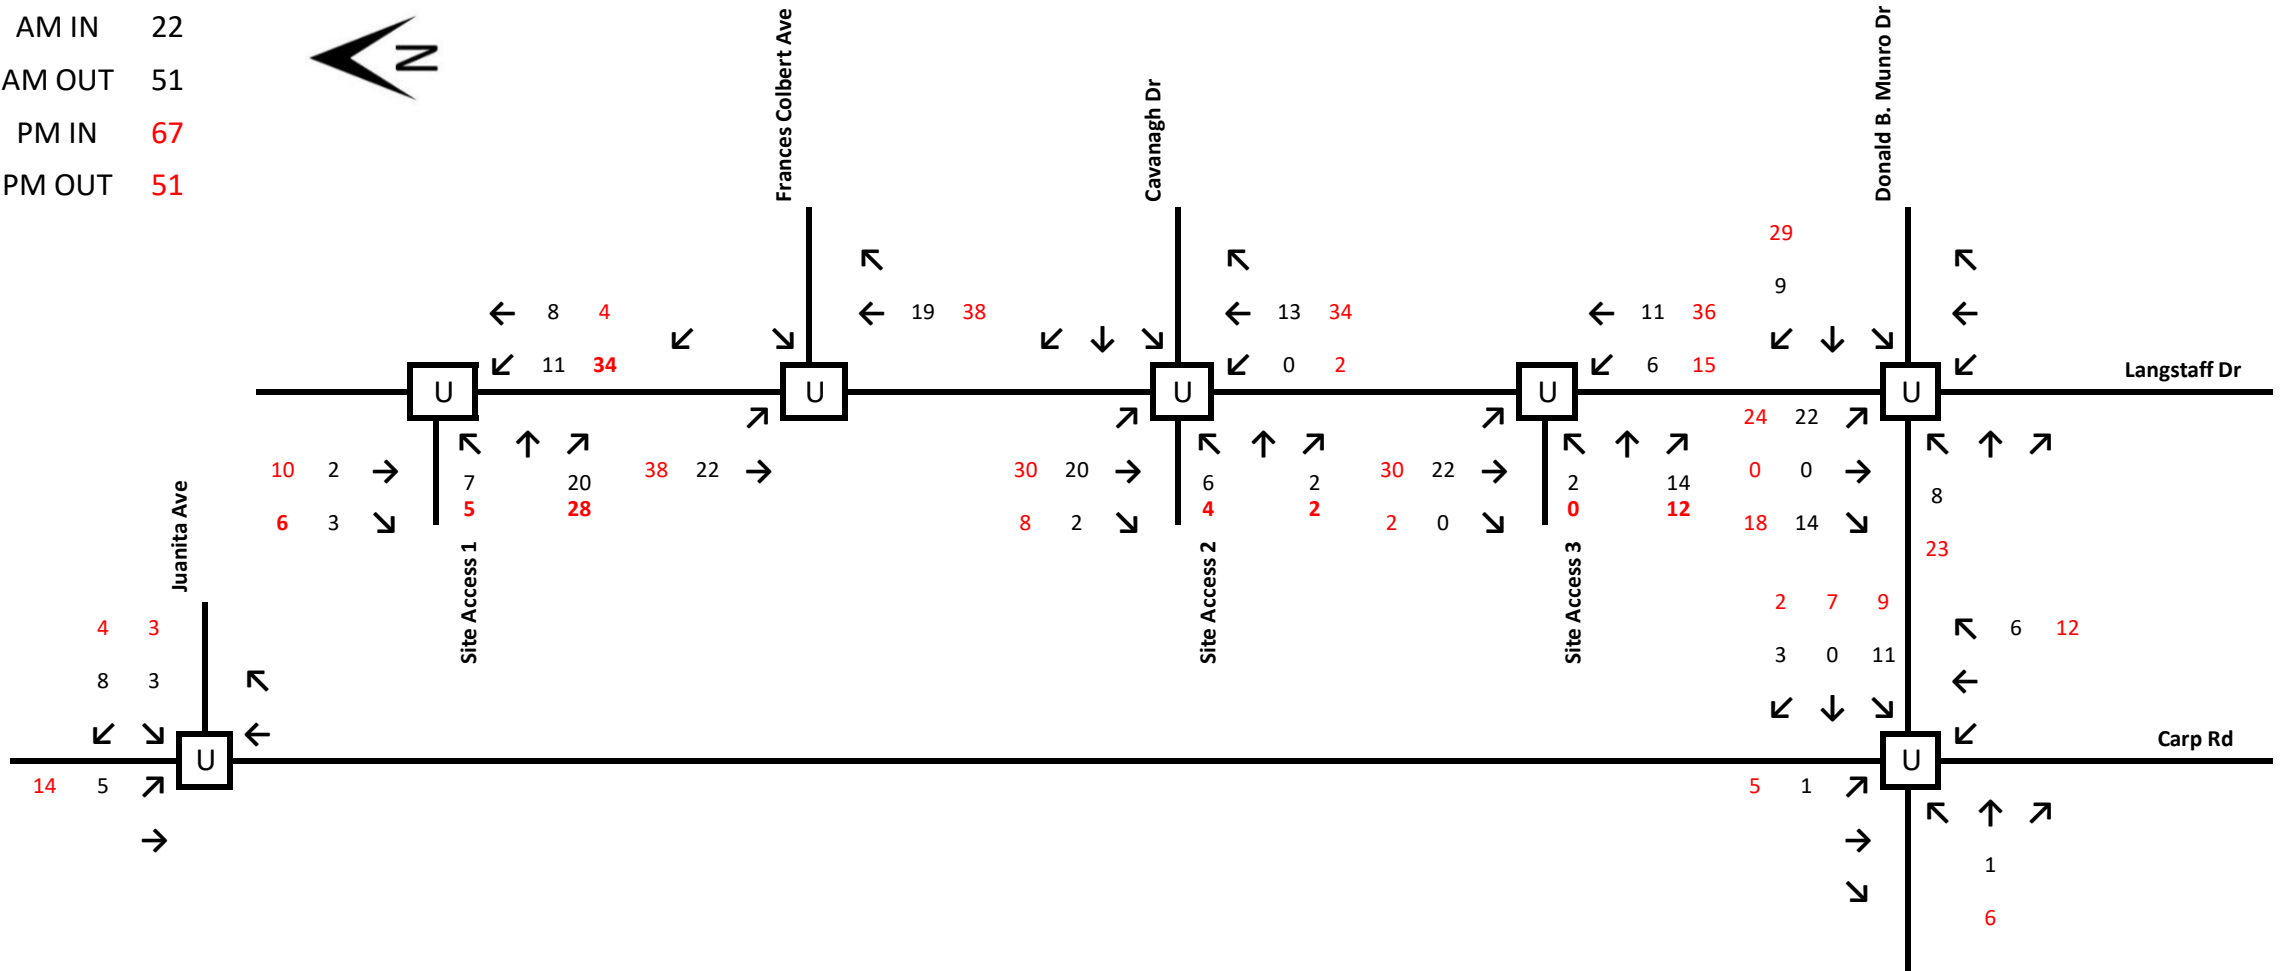 AM IN 22
AM OUT 51
PM IN 67
PM OUT 51
N
Frances Colbert Ave
Cavanagh Dr
Donald B. Munro Dr
29
9
8 4
19 38
13 34
11 36
11 34
0 2
6 15
U
U
U
U
U
Langstaff Dr
24 22
10 2
7
5
20
28
38 22
30 20
6
4
2
2
30 22
2
0
14
12
0 0
8
6 3
8 2
2 0
18 14
23
Juanita Ave
Site Access 1
Site Access 2
Site Access 3
4 3
8 3
2 7 9
3 0 11
6 12
U
U
Carp Rd
14 5
5 1
1
6